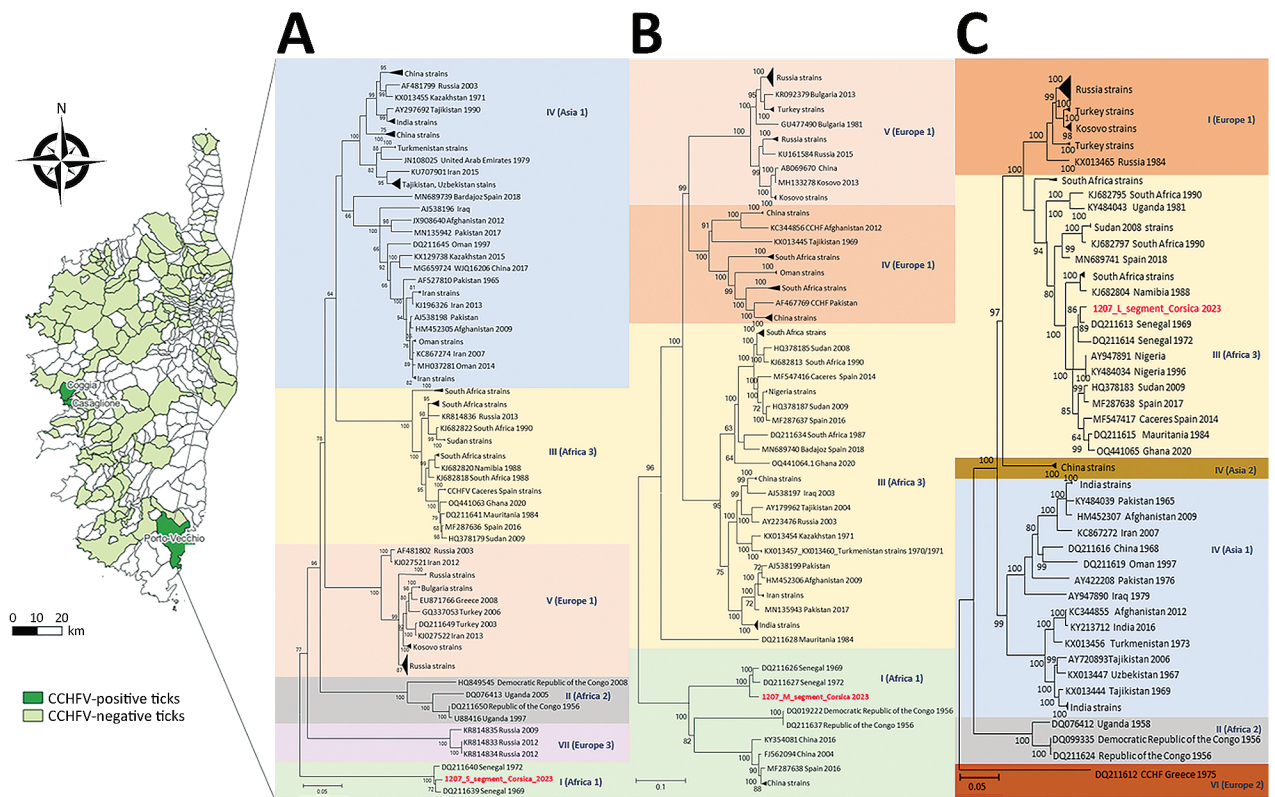 A
B
C
N
Coggia
Casaglione
Porto-Vecchio
0 10 20
km
CCHFV-positive ticks
CCHFV-negative ticks
China strains
AF481799 Russia 2003
KX013455 Kazakhstan 1971
AY297692 Tajikistan 1990
India strains
China strains
Turkmenistan strains
JN108025 United Arab Emirates 1979
KU707901 Iran 2015
Tajikistan, Uzbekistan stains
MN689739 Bardajoz Spain 2018
AJ538196 Iraq
JX908640 Afghanistan 2012
MN135942 Pakistan 2017
DQ211645 Oman 1997
KX129738 Kazakhstan 2015
MG659724 WJQ16206 China 2017
AF527810 Pakistan 1965
Iran strains
KJ196326 Iran 2013
AJ538198 Pakistan
HM452305 Afghanistan 2009
Oman strains
KC867274 Iran 2007
MH037281 Oman 2014
Iran strains
IV (Asia 1)
South Africa strains
South Africa strains
KR814836 Russia 2013
KJ682822 South Africa 1990
Sudan strains
South Africa strains
KJ682820 Namibia 1988
KJ682818 South Africa 1988
CCHFV Caceres Spain strains
OQ441063 Ghana 2020
DQ211641 Mauritania 1984
MF287636 Spain 2016
HQ378179 Sudan 2009
III (Africa 3)
AF481802 Russia 2003
KJ027521 Iran 2012
Russia strains
Bulgaria strains
EU871766 Greece 2008
GQ337053 Turkey 2006
DQ211649 Turkey 2003
KJ027522 Iran 2013
Kosovo strains
Russia strains
V (Europe 1)
HQ849545 Democratic Republic of the Congo 2008
DQ076413 Uganda 2005
DQ211650 Republic of the Congo 1956
U88416 Uganda 1997
II (Africa 2)
KR814835 Russia 2009
KR814833 Russia 2012
KR814834 Russia 2012
VII (Europe 3)
DQ211640 Senegal 1972
1207_S_segment_Corsica_2023
DQ211639 Senegal 1969
I (Africa 1)
0.05
Russia strains
KR092379 Bulgaria 2013
Turkey strains
GU477490 Bulgaria 1981
Russia strains
KU161584 Russia 2015
AB069670 China
MH133278 Kosovo 2013
Kosovo strains
V (Europe 1)
China strains
KC344856 CCHF Afghanistan 2012
KX013445 Tajikistan 1969
South Africa strains
Oman strains
South Africa strains
AF467769 CCHF Pakistan
China strains
IV (Europe 1)
South Africa strains
HQ378185 Sudan 2008
KJ682813 South Africa 1990
MF547416 Caceres Spain 2014
Nigeria strains
HQ378187 Sudan 2009
MF287637 Spain 2016
DQ211634 South Africa 1987
MN689740 Badajoz Spain 2018
OQ441064.1 Ghana 2020
China strains
AJ538197 Iraq 2003
AY179962 Tajikistan 2004
AY223476 Russia 2003
KX013454 Kazakhstan 1971
KX013457_KX013460_Turkmenistan strains 1970/1971
AJ538199 Pakistan
HM452306 Afghanistan 2009
Iran strains
MN135943 Pakistan 2017
India strains
DQ211628 Mauritania 1984
III (Africa 3)
DQ211626 Senegal 1969
DQ211627 Senegal 1972
1207_M_segment_Corsica 2023
DQ019222 Democratic Republic of the Congo 1956
DQ211637 Republic of the Congo 1956
KY354081 China 2016
FJ562094 China 2004
MF287638 Spain 2016
China strains
I (Africa 1)
0.1
Russia strains
Turkey strains
Kosovo strains
Turkey strains
KX013465 Russia 1984
I (Europe 1)
South Africa strains
KJ682795 South Africa 1990
KY484043 Uganda 1981
Sudan 2008 strains
KJ682797 South Africa 1990
MN689741 Spain 2018
South Africa strains
KJ682804 Namibia 1988
1207_L_segment_Corsica 2023
DQ211613 Senegal 1969
DQ211614 Senegal 1972
AY947891 Nigeria
KY484034 Nigeria 1996
HQ378183 Sudan 2009
MF287638 Spain 2017
MF547417 Caceres Spain 2014
DQ211615 Mauritania 1984
OQ441065 Ghana 2020
III (Africa 3)
China strains
IV (Asia 2)
India strains
KY484039 Pakistan 1965
HM452307 Afghanistan 2009
KC867272 Iran 2007
DQ211616 China 1968
DQ211619 Oman 1997
AY422208 Pakistan 1976
AY947890 Iraq 1979
KC344855 Afghanistan 2012
KY213712 India 2016
KX013456 Turkmenistan 1973
AY720893Tajikistan 2006
KX013447 Uzbekistan 1967
KX013444 Tajikistan 1969
India strains
IV (Asia 1)
DQ076412 Uganda 1958
DQ099335 Democratic Republic of the Congo 1956
DQ211624 Republic of the Congo 1956
II (Africa 2)
DQ211612 CCHF Greece 1975
VI (Europe 2)
0.05